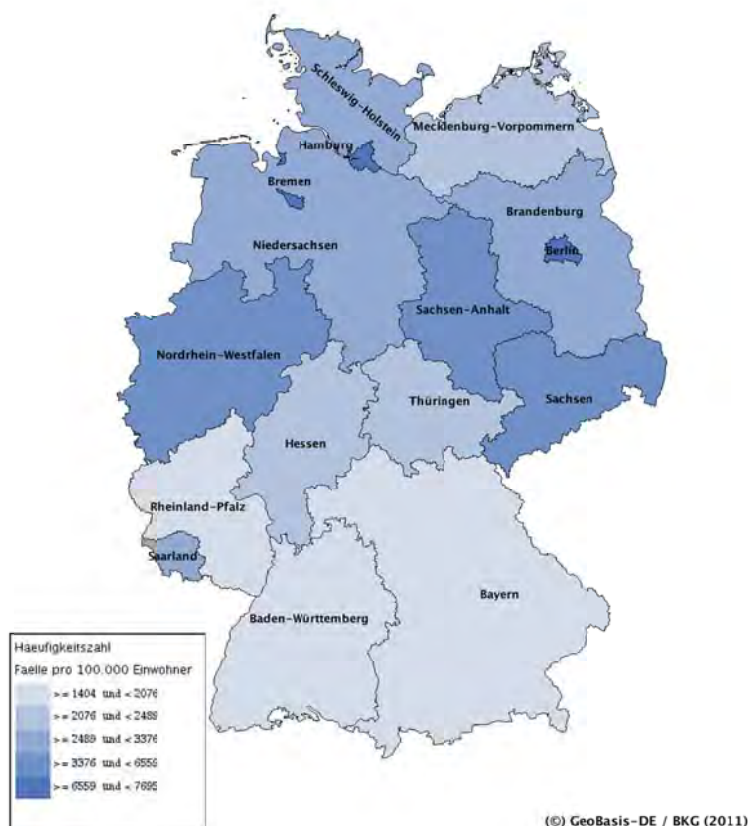 Schleswig-Holstein
Mecklenburg-Vorpommern
Hamburg
Bremen
Brandenburg
Niedersachsen
Berlin
Sachsen-Anhalt
Nordrhein-Westfalen
Sachsen
Thüringen
Hessen
Rheinland-Pfalz
Saarland
Bayern
Baden-Württemberg
Haeufigkeitszahl
Faelle pro 100.000 Einwohner
>= 1404 und < 2076
>= 2076 und < 2489
>= 2489 und < 3376
>= 3376 und < 6559
>= 6559 und < 7695
(©) GeoBasis-DE / BKG (2011)